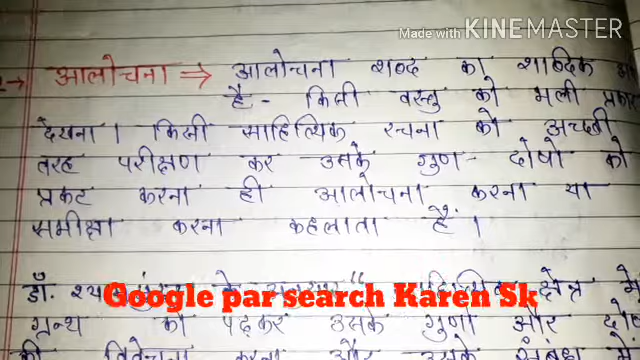 Made with KINEMASTER
आलोचना ⇒ आलोचना शब्द का शाब्दिक
है - किसी वस्तु को भली प्रकार
देखना । किसी साहित्यिक रचना को अच्छी
तरह परीक्षण कर उसके गुण - दोषो को
प्रकट करना ही आलोचना करना या
समीक्षा करना कहलाता है ।
डॉ. के
Google par search Karen Sk
क्षेत्र में
ग्रन्थ को पढ़कर उसके गुणों और
की विवेचना करना और उसके संबंध में